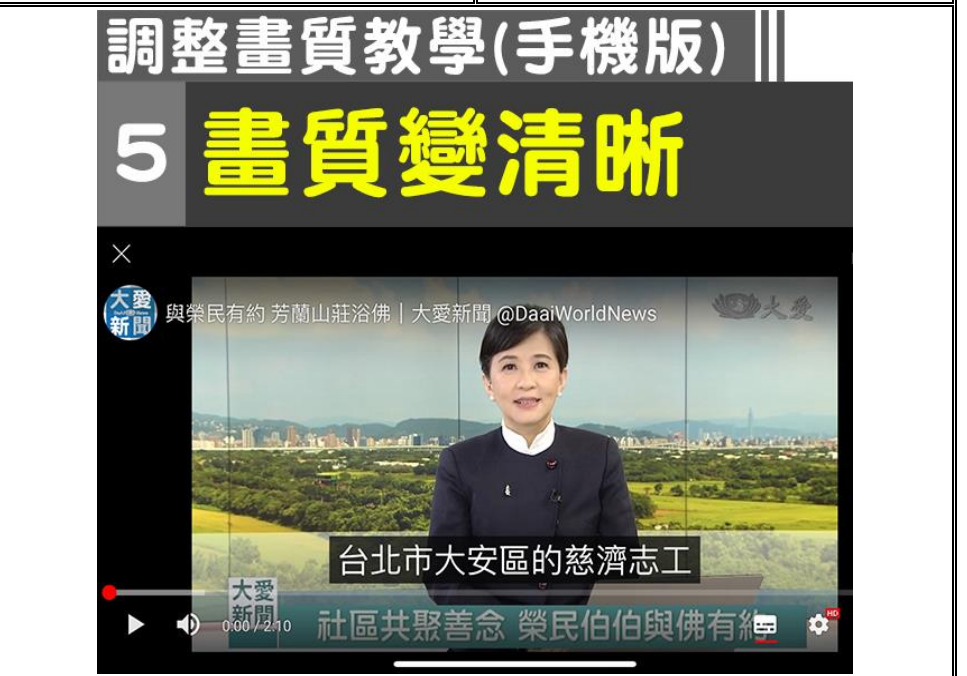 調整畫質教學(手機版)
5 畫質變清晰
大愛
新聞
與榮民有約 芳蘭山莊浴佛｜大愛新聞 @DaaiWorldNews
大愛
台北市大安區的慈濟志工
大愛
新聞
0:00 / 2:10
社區共聚善念 榮民伯伯與佛有約
HD